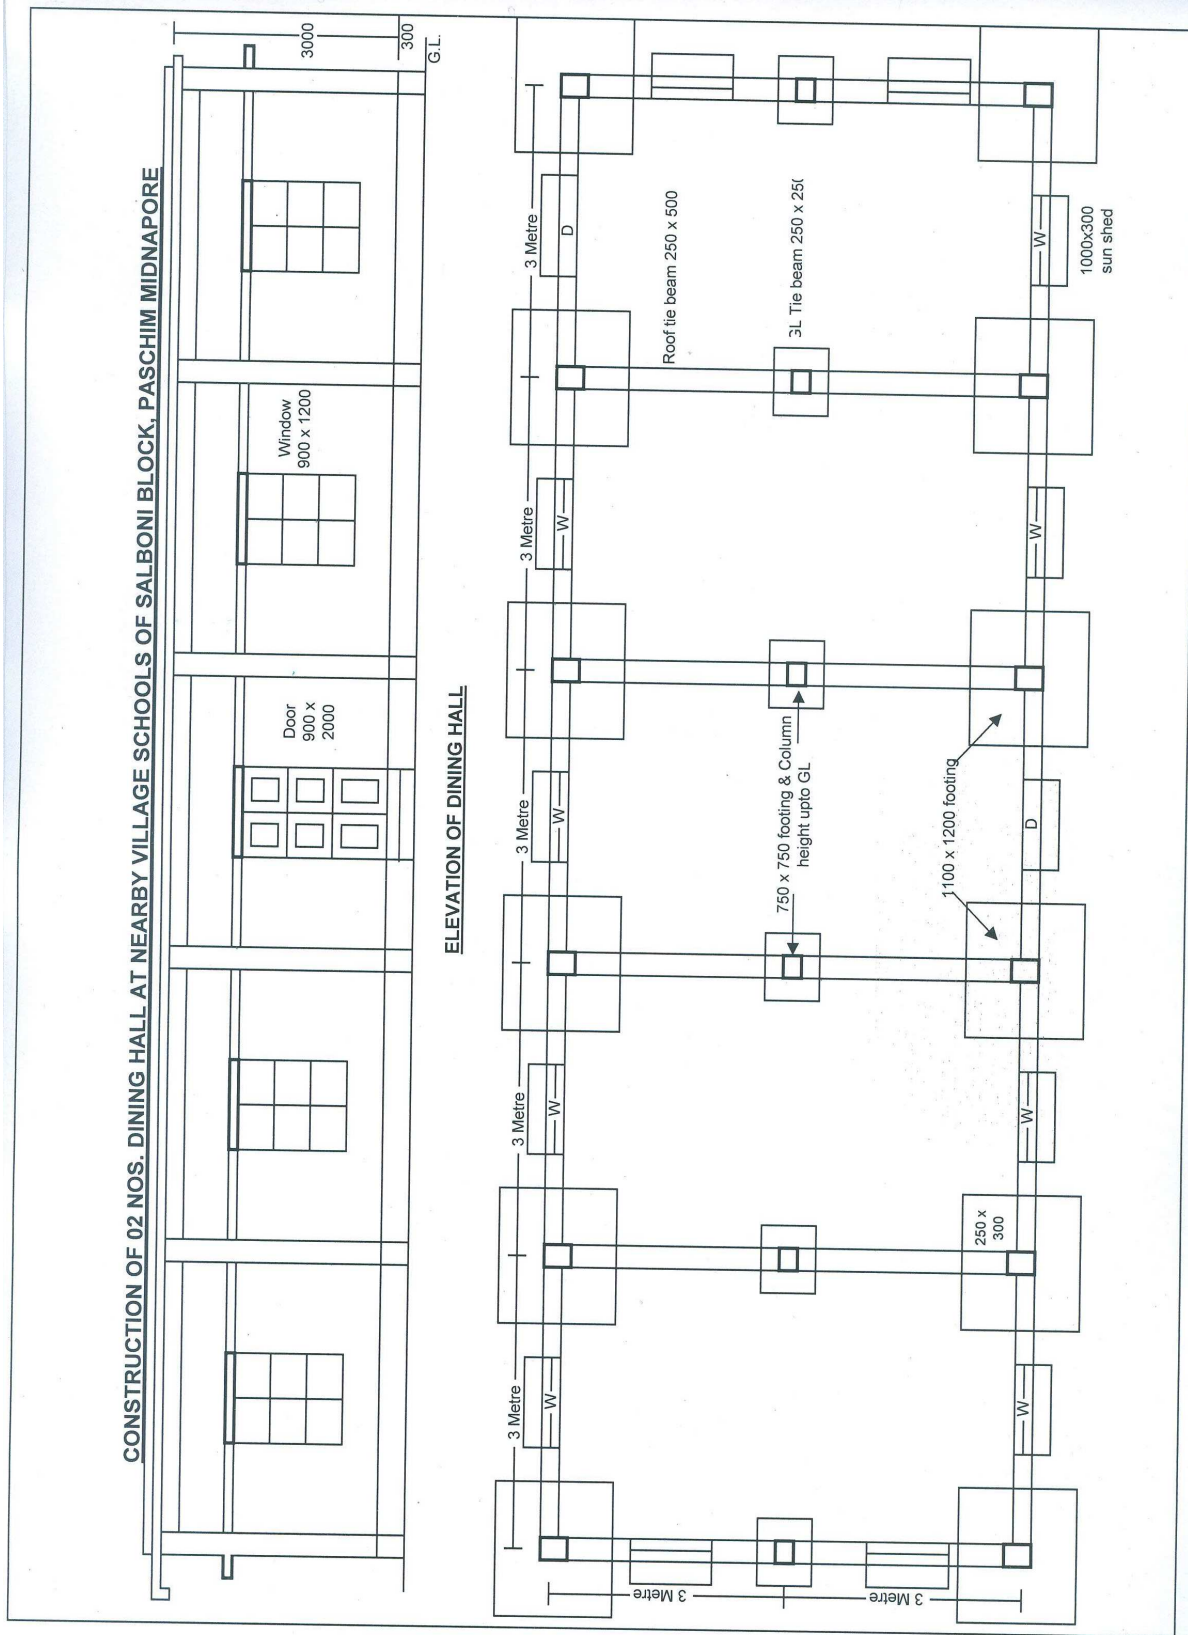 CONSTRUCTION OF 02 NOS. DINING HALL AT NEARBY VILLAGE SCHOOLS OF SALBONI BLOCK, PASCHIM MIDNAPORE
3000
300
G.L.
Door
900 x
2000
Window
900 x 1200
ELEVATION OF DINING HALL
3 Metre
3 Metre
3 Metre
3 Metre
3 Metre
W
W
W
W
D
3 Metre
3 Metre
Roof tie beam 250 x 500
Tie beam 250 x
750 x 750 footing & Column
height upto GL
1100 x 1200 footing
250 x
300
W
W
D
W
W
1000x300
sun shed